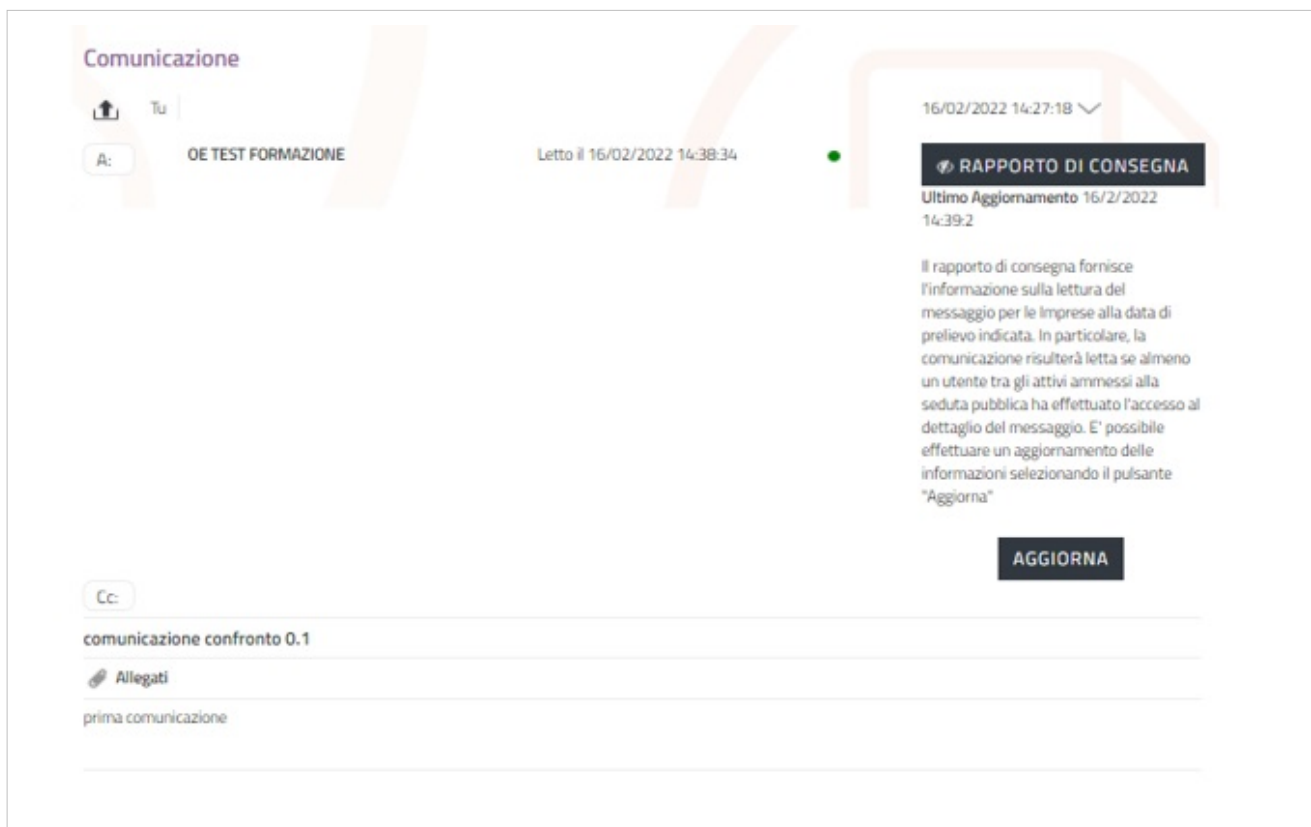 Comunicazione
Tu
16/02/2022 14:27:18
A:
OE TEST FORMAZIONE
Letto il 16/02/2022 14:38:34
RAPPORTO DI CONSEGNA
Ultimo Aggiornamento 16/2/2022
14:39:2
Il rapporto di consegna fornisce
l'informazione sulla lettura del
messaggio per le Imprese alla data di
prelievo indicata. In particolare, la
comunicazione risulterà letta se almeno
un utente tra gli attivi ammessi alla
seduta pubblica ha effettuato l'accesso al
dettaglio del messaggio. E' possibile
effettuare un aggiornamento delle
informazioni selezionando il pulsante
"Aggiorna"
AGGIORNA
Cc:
comunicazione confronto 0.1
Allegati
prima comunicazione